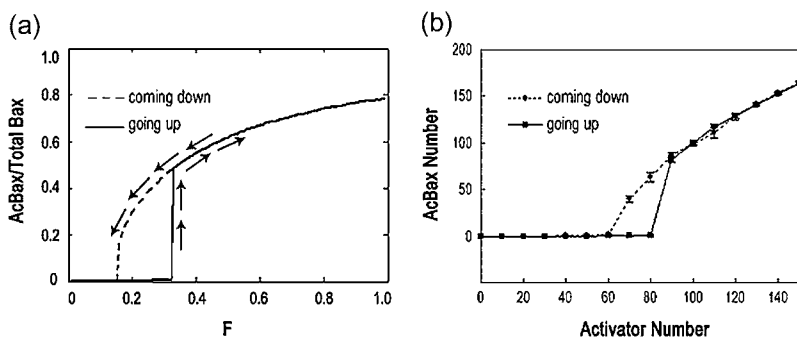 (a)
AcBax/Total Bax
1.0
0.8
0.6
0.4
0.2
0
coming down
going up
0 0.2 0.4 0.6 0.8 1.0
F
(b)
AcBax Number
200
150
100
50
0
coming down
going up
0 20 40 60 80 100 120 140
Activator Number